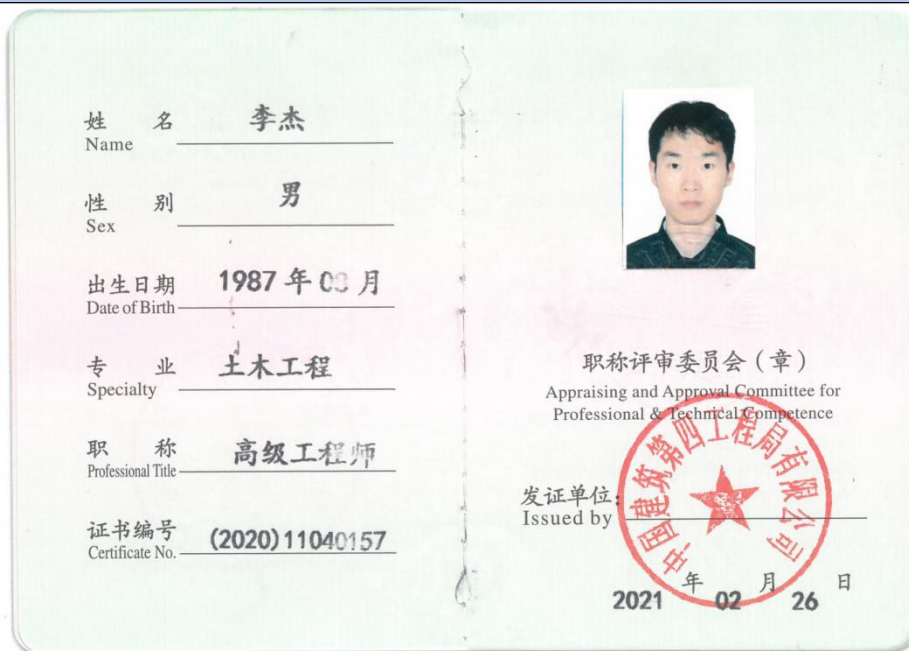 姓 名 李杰
Name
性 别 男
Sex
出生日期 1987 年 0 月
Date of Birth
专 业 土木工程
Specialty
职 称 高级工程师
Professional Title
证书编号 (2020)11040157
Certificate No.
职称评审委员会（章）
Appraising and Approval Committee for
Professional & Technical Competence
中国建筑第四工程局有限公司
发证单位：
Issued by
2021 年 02 月 26 日